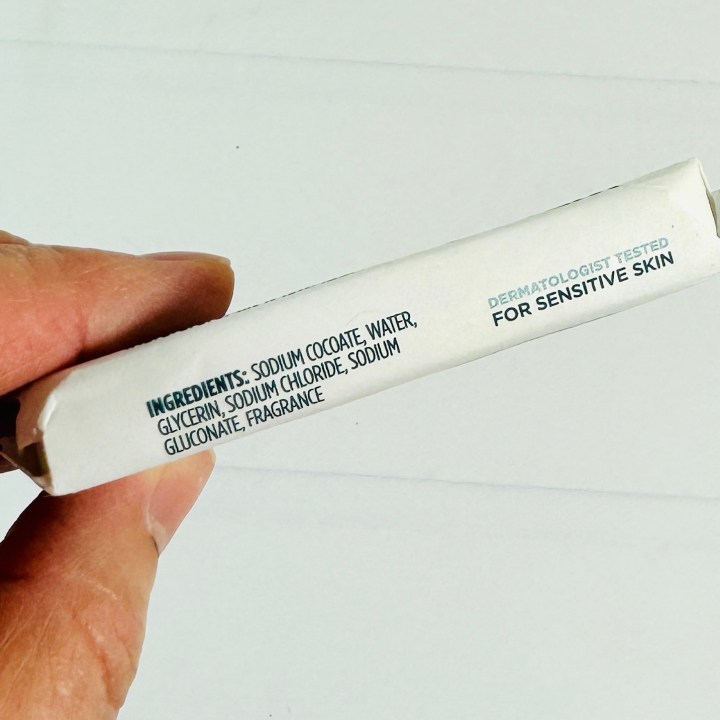 INGREDIENTS: SODIUM COCOATE, WATER,
GLYCERIN, SODIUM CHLORIDE, SODIUM
GLUCONATE, FRAGRANCE
DERMATOLOGIST TESTED
FOR SENSITIVE SKIN